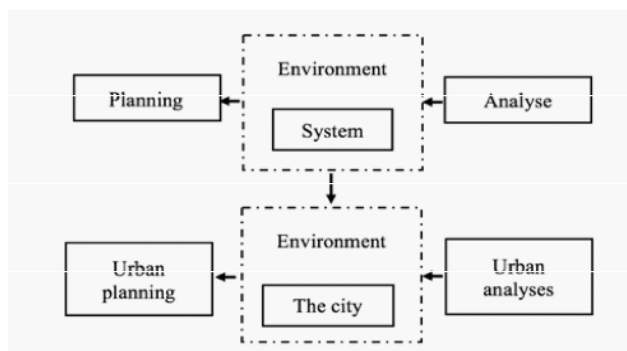 Environment
Planning
System
Analyse
Environment
Urban
planning
The city
Urban
analyses